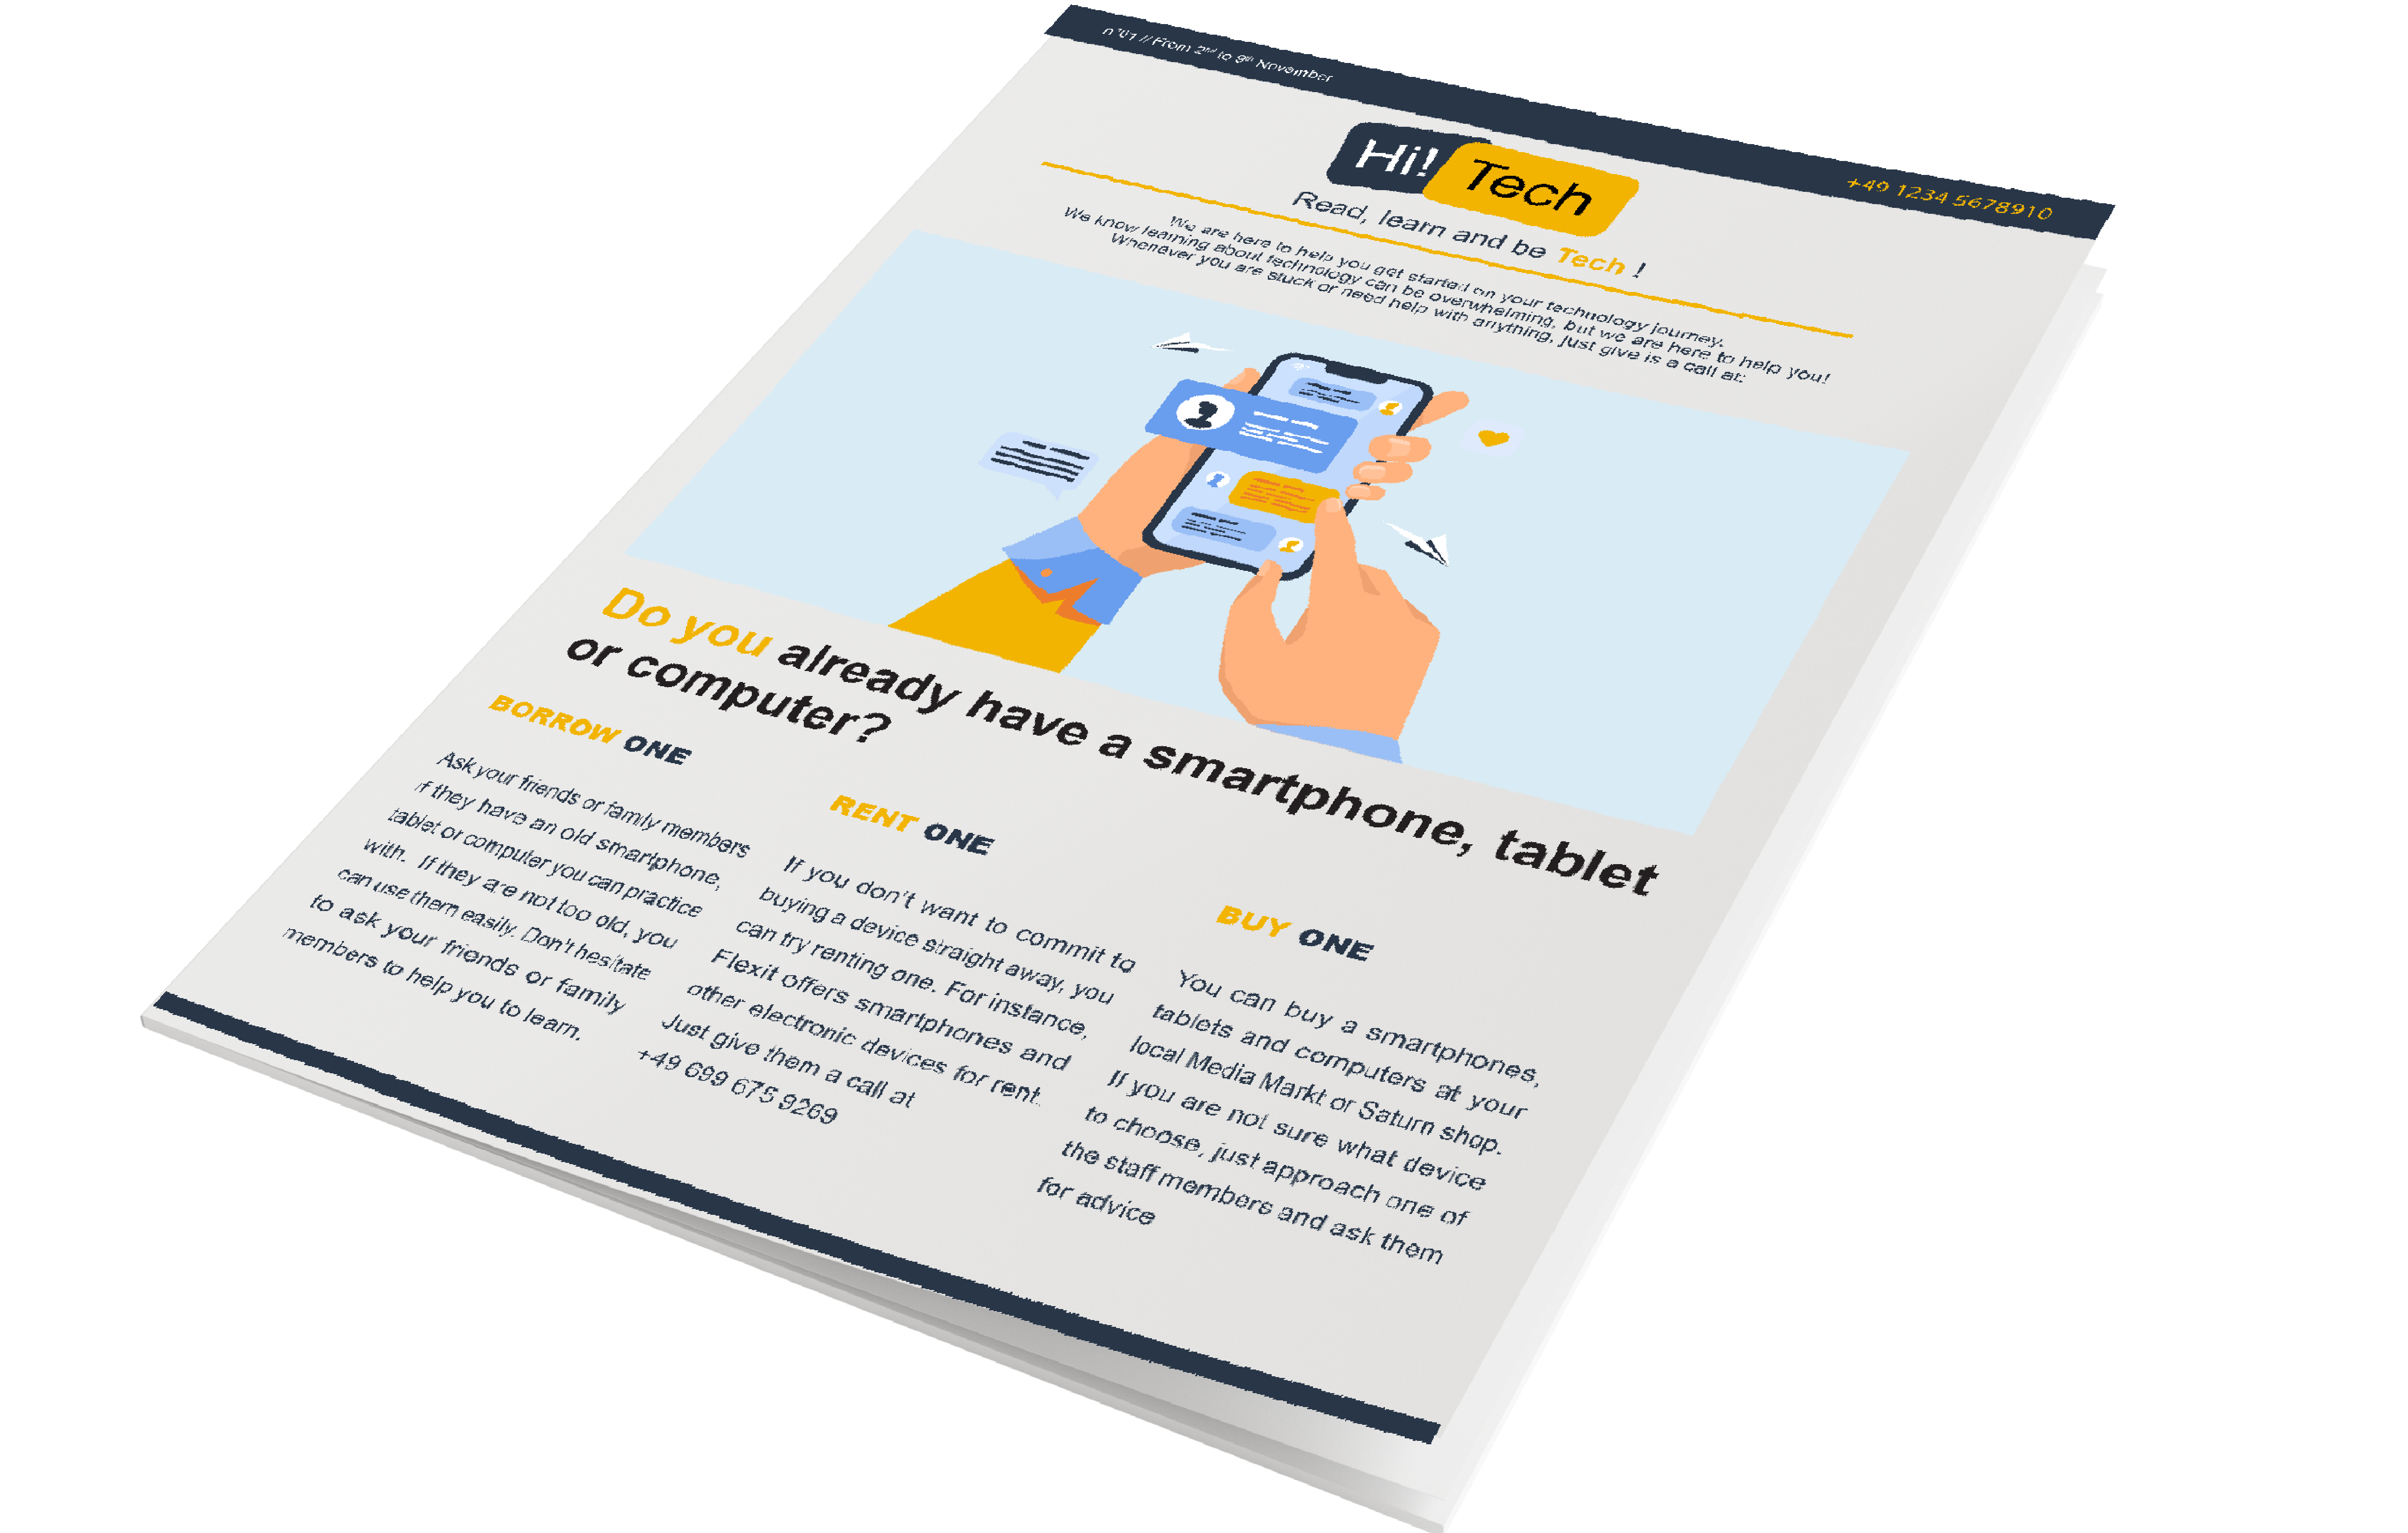 n°01 // From 2nd to 9th November
+49 1234 5678910
Hi! Tech
Read, learn and be Tech !
We are here to help you get started on your technology journey.
We know learning about technology can be overwhelming, but we are here to help you!
Whenever you are stuck or need help with anything, just give is a call at:
Do you already have a smartphone, tablet
or computer?
BORROW ONE
Ask your friends or family members
if they have an old smartphone,
tablet or computer you can practice
with. If they are not too old, you
can use them easily. Don't hesitate
to ask your friends or family
members to help you to learn.
RENT ONE
If you don't want to commit to
buying a device straight away, you
can try renting one. For instance,
Flexit offers smartphones and
other electronic devices for rent.
Just give them a call at
+49 699 675 9269
BUY ONE
You can buy a smartphones,
tablets and computers at your
local Media Markt or Saturn shop.
If you are not sure what device
to choose, just approach one of
the staff members and ask them
for advice